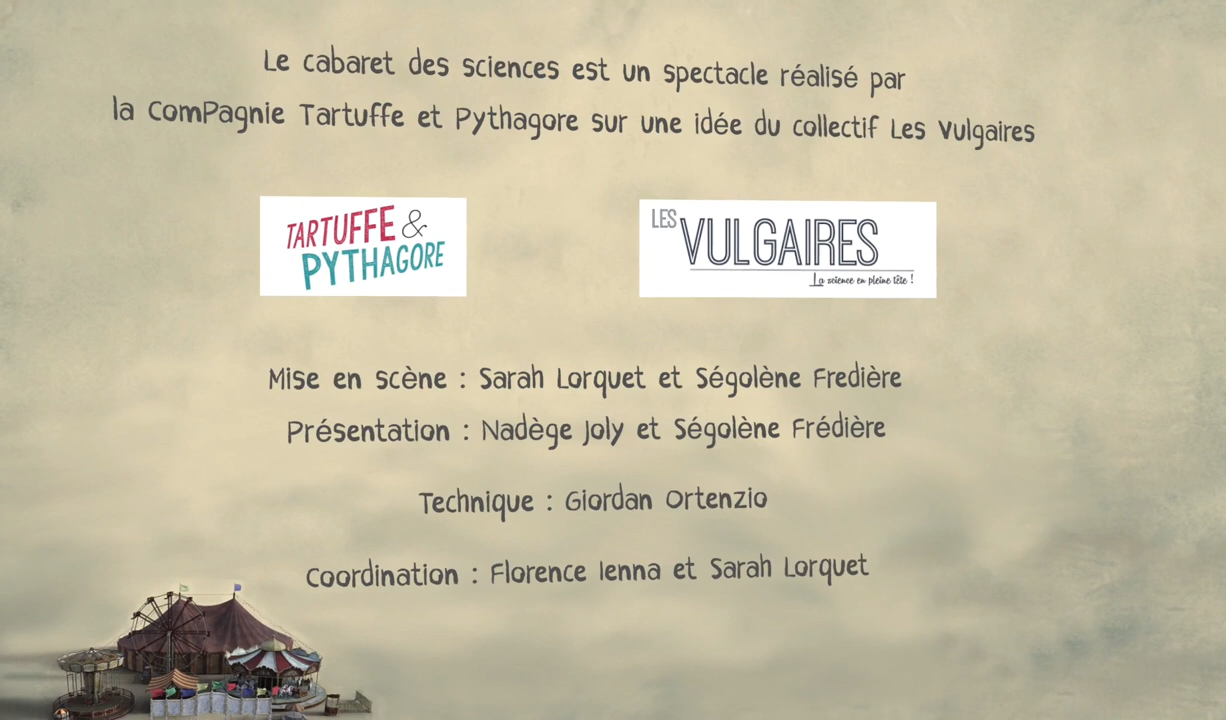 Le cabaret des sciences est un spectacle réalisé par
la ComPagnie Tartuffe et Pythagore sur une idée du collectif Les Vulgaires
TARTUFFE &
PYTHAGORE
LES VULGAIRES
La science en pleine tête !
Mise en scène : Sarah Lorquet et Ségolène Fredière
Présentation : Nadège Joly et Ségolène Frédière
Technique : Giordan Ortenzio
Coordination : Florence Ienna et Sarah Lorquet